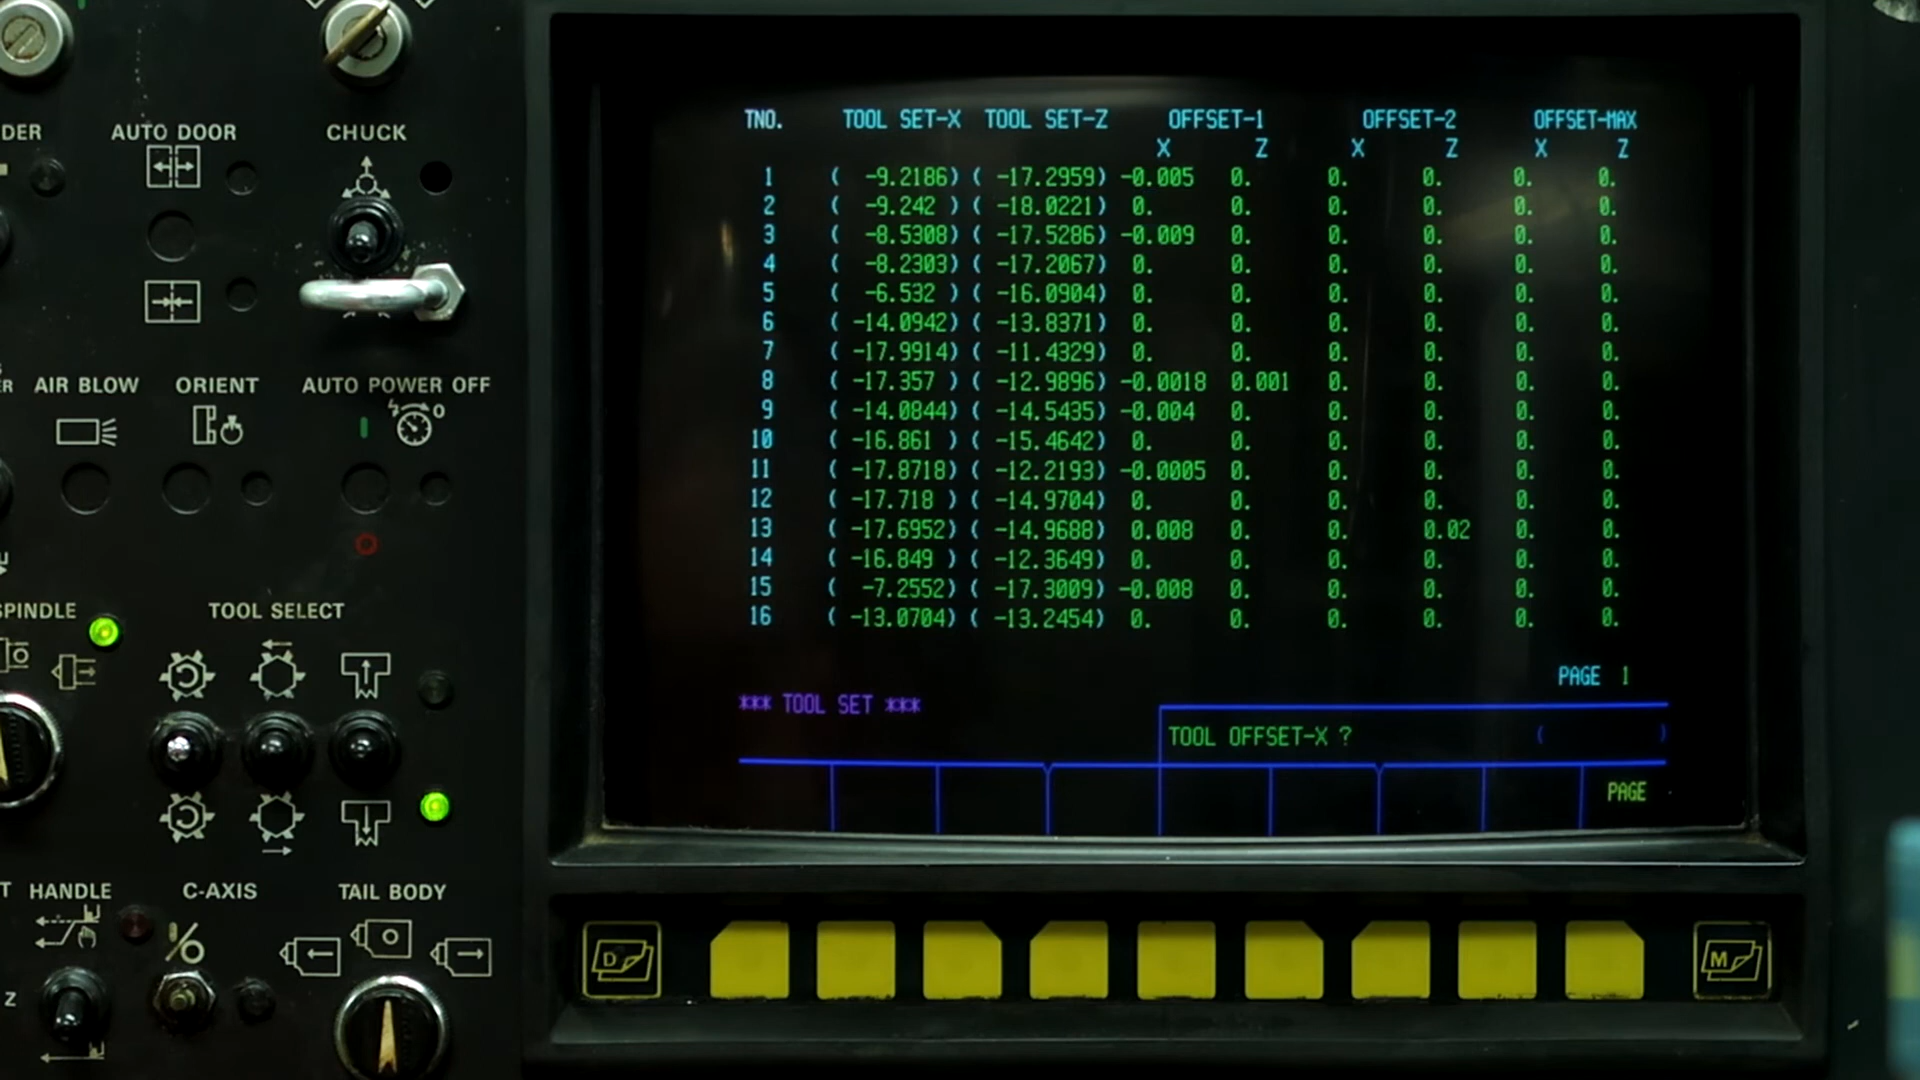 DER
AUTO DOOR
CHUCK
AIR BLOW
ORIENT
AUTO POWER OFF
SPINDLE
TOOL SELECT
HANDLE
C-AXIS
TAIL BODY
Z
TNO. TOOL SET-X TOOL SET-Z OFFSET-1 OFFSET-2 OFFSET-MAX
X Z X Z X Z
1 ( -9.2186) ( -17.2959) -0.005 0. 0. 0. 0. 0.
2 ( -9.242 ) ( -18.0221) 0. 0. 0. 0. 0. 0.
3 ( -8.5308) ( -17.5286) -0.009 0. 0. 0. 0. 0.
4 ( -8.2303) ( -17.2067) 0. 0. 0. 0. 0. 0.
5 ( -6.532 ) ( -16.0904) 0. 0. 0. 0. 0. 0.
6 ( -14.0942) ( -13.8371) 0. 0. 0. 0. 0. 0.
7 ( -17.9914) ( -11.4329) 0. 0. 0. 0. 0. 0.
8 ( -17.357 ) ( -12.9896) -0.0018 0.001 0. 0. 0. 0.
9 ( -14.0844) ( -14.5435) -0.004 0. 0. 0. 0. 0.
10 ( -16.861 ) ( -15.4642) 0. 0. 0. 0. 0. 0.
11 ( -17.8718) ( -12.2193) -0.0005 0. 0. 0. 0. 0.
12 ( -17.718 ) ( -14.9704) 0. 0. 0. 0. 0. 0.
13 ( -17.6952) ( -14.9688) 0.008 0. 0. 0.02 0. 0.
14 ( -16.849 ) ( -12.3649) 0. 0. 0. 0. 0. 0.
15 ( -7.2552) ( -17.3009) -0.008 0. 0. 0. 0. 0.
16 ( -13.0704) ( -13.2454) 0. 0. 0. 0. 0. 0.
PAGE 1
*** TOOL SET ***
TOOL OFFSET-X ? ( )
PAGE
D
M